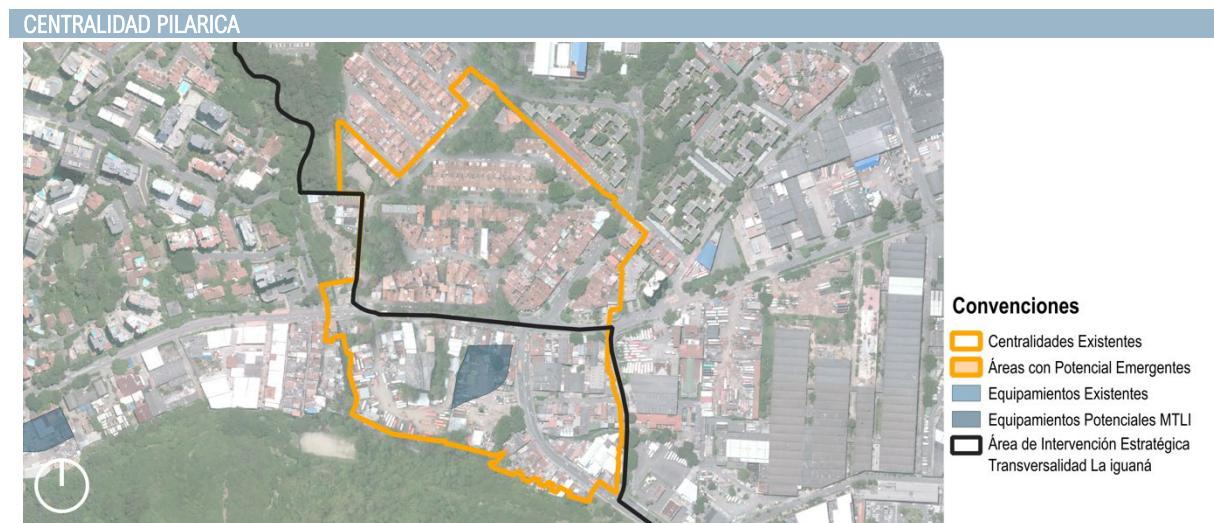 CENTRALIDAD PILARICA
Convenciones
Centralidades Existentes
Áreas con Potencial Emergentes
Equipamientos Existentes
Equipamientos Potenciales MTLI
Área de Intervención Estratégica
Transversalidad La iguaná